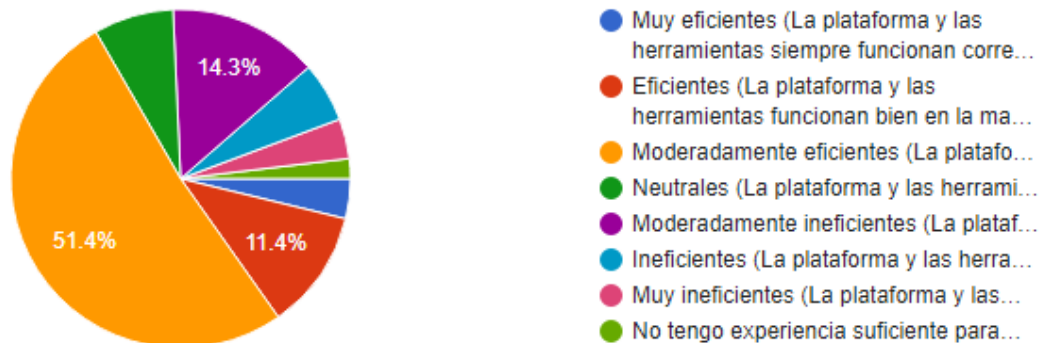 14.3%
51.4%
11.4%
Muy eficientes (La plataforma y las
herramientas siempre funcionan corre…
Eficientes (La plataforma y las
herramientas funcionan bien en la ma…
Moderadamente eficientes (La platafo…
Neutrales (La plataforma y las herrami…
Moderadamente ineficientes (La plataf…
Ineficientes (La plataforma y las herra…
Muy ineficientes (La plataforma y las…
No tengo experiencia suficiente para…